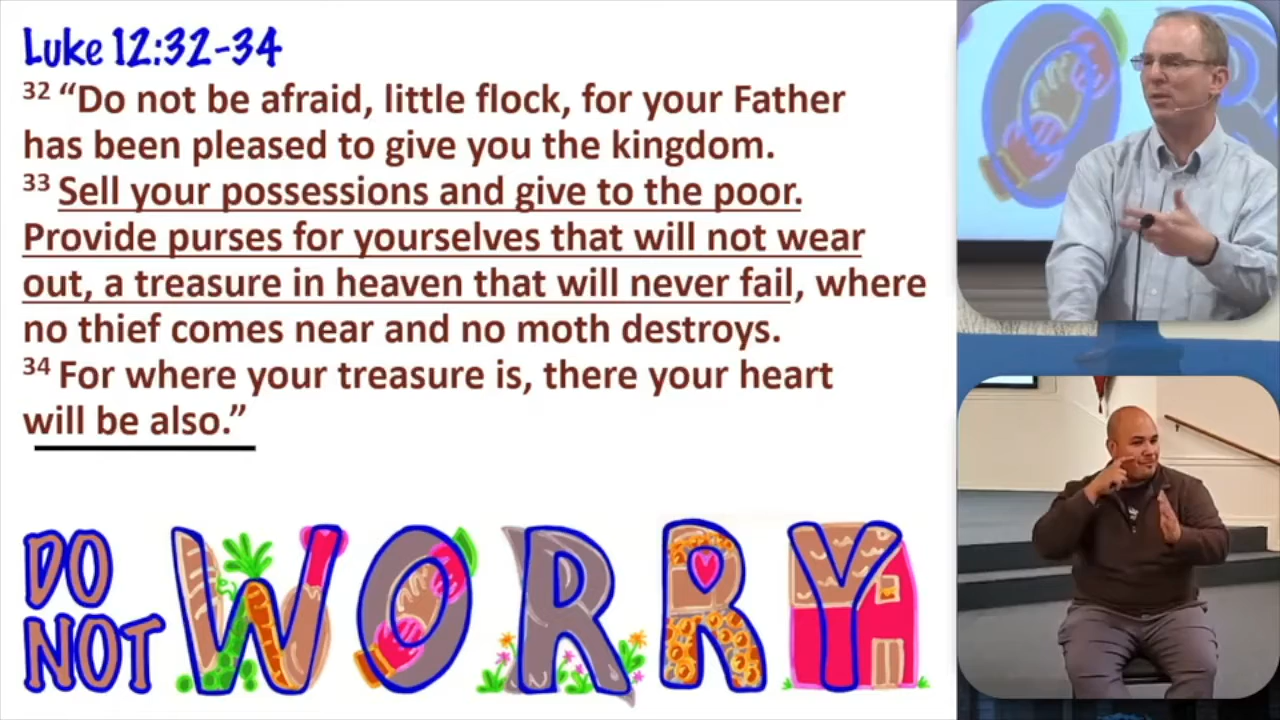 Luke 12:32-34
32 “Do not be afraid, little flock, for your Father
has been pleased to give you the kingdom.
33 Sell your possessions and give to the poor.
Provide purses for yourselves that will not wear
out, a treasure in heaven that will never fail, where
no thief comes near and no moth destroys.
34 For where your treasure is, there your heart
will be also.”
DO
NOT
WORRY